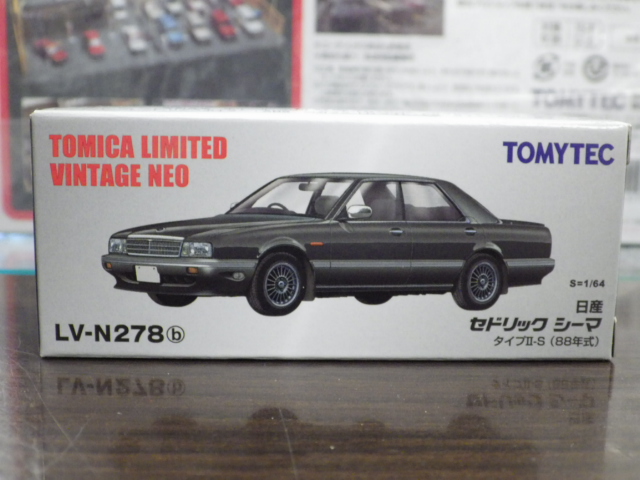 TOMYTEC
TOMICA LIMITED
VINTAGE NEO
TOMYTEC
S=1/64
日産
セドリック シーマ
タイプII-S (88年式)
LV-N278ⓑ